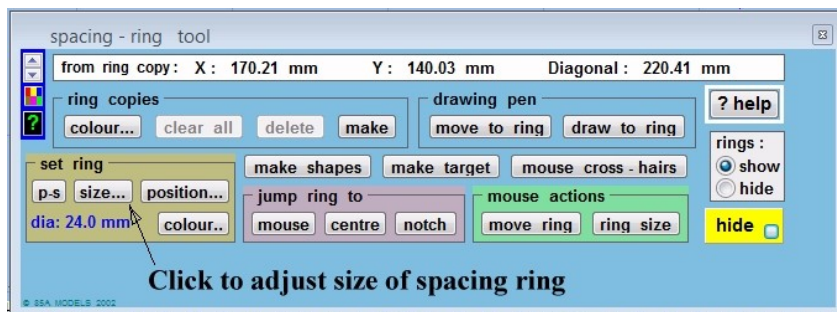 spacing - ring tool
from ring copy : X : 170.21 mm Y : 140.03 mm Diagonal : 220.41 mm
ring copies
colour... clear all delete make
drawing pen
move to ring draw to ring
? help
?
rings :
show
hide
set ring
p-s size... position...
dia: 24.0 mm colour..
make shapes make target mouse cross - hairs
jump ring to
mouse centre notch
mouse actions
move ring ring size
hide
Click to adjust size of spacing ring
© SSA MODELS 2002